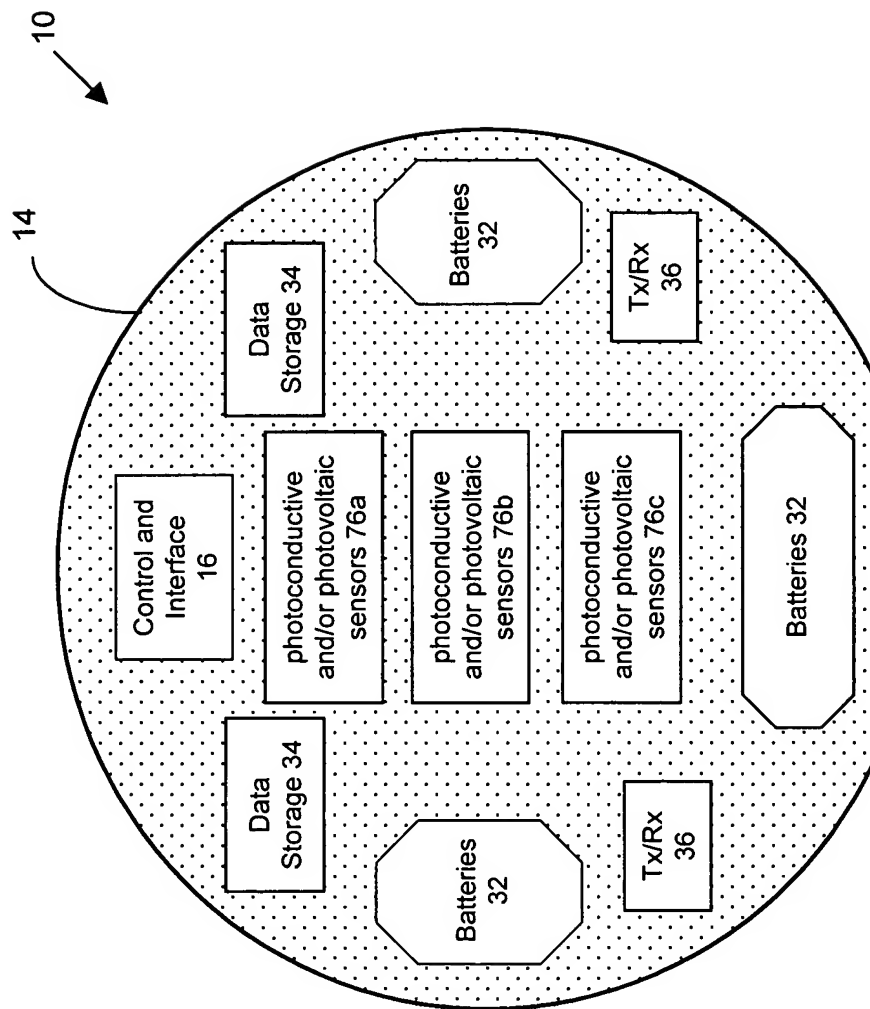 10
14
Control and
Interface
16
Data
Storage 34
Data
Storage 34
photoconductive
and/or photovoltaic
sensors 76a
Batteries
32
photoconductive
and/or photovoltaic
sensors 76b
Batteries
32
photoconductive
and/or photovoltaic
sensors 76c
Tx/Rx
36
Tx/Rx
36
Batteries 32